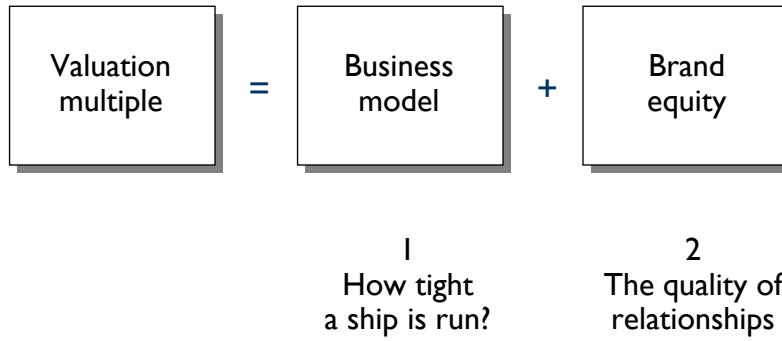 Valuation
multiple
=
Business
model
+
Brand
equity
1
How tight
a ship is run?
2
The quality of
relationships